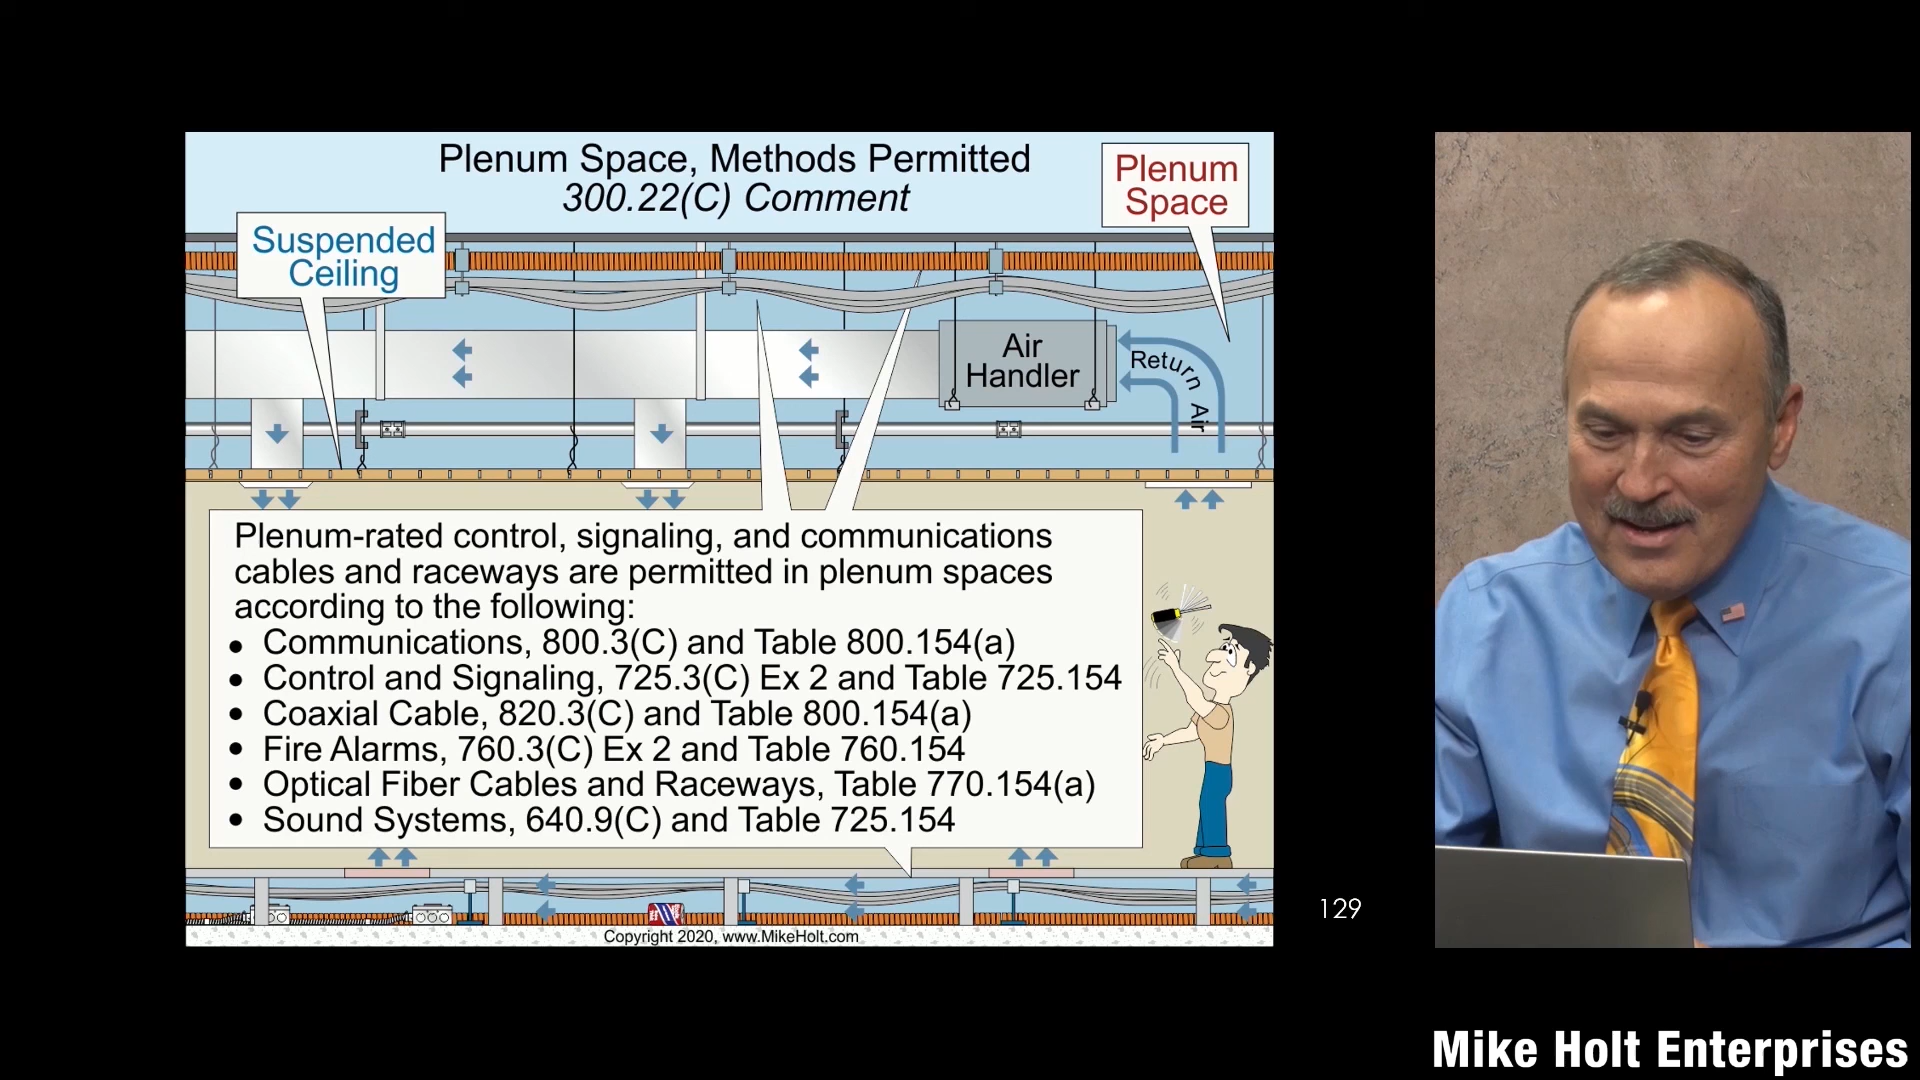 Plenum Space, Methods Permitted
300.22(C) Comment
Plenum
Space
Suspended
Ceiling
Air
Handler
Return Air
Plenum-rated control, signaling, and communications
cables and raceways are permitted in plenum spaces
according to the following:
• Communications, 800.3(C) and Table 800.154(a)
• Control and Signaling, 725.3(C) Ex 2 and Table 725.154
• Coaxial Cable, 820.3(C) and Table 800.154(a)
• Fire Alarms, 760.3(C) Ex 2 and Table 760.154
• Optical Fiber Cables and Raceways, Table 770.154(a)
• Sound Systems, 640.9(C) and Table 725.154
Copyright 2020, www.MikeHolt.com
129
Mike Holt Enterprises